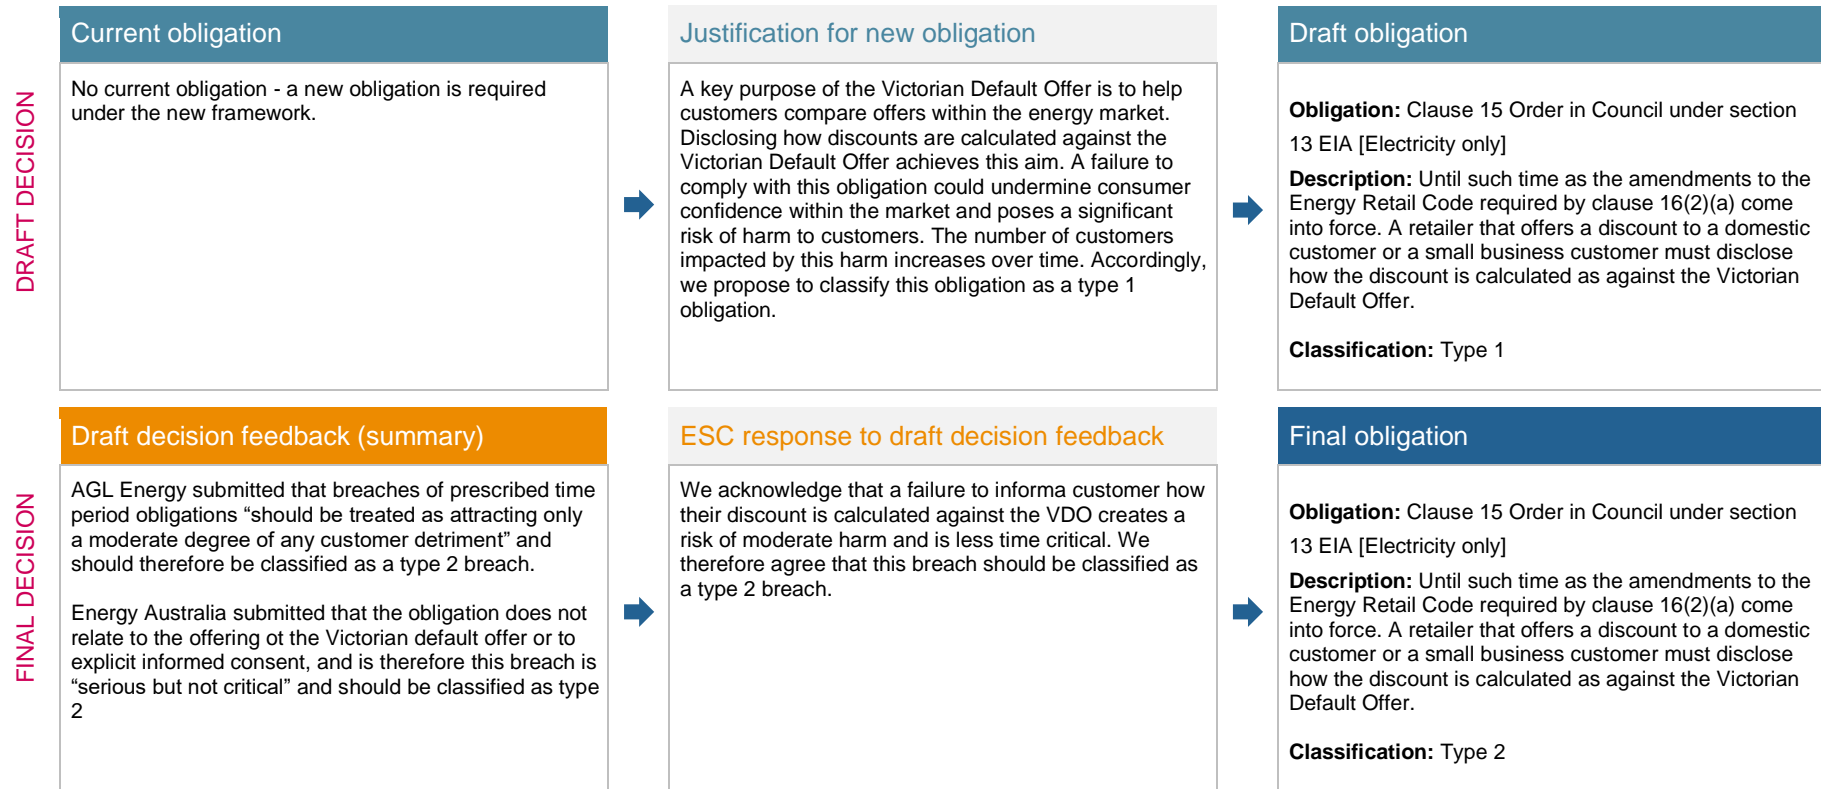 DRAFT DECISION
Current obligation
No current obligation - a new obligation is required
under the new framework.
Justification for new obligation
A key purpose of the Victorian Default Offer is to help
customers compare offers within the energy market.
Disclosing how discounts are calculated against the
Victorian Default Offer achieves this aim. A failure to
comply with this obligation could undermine consumer
confidence within the market and poses a significant
risk of harm to customers. The number of customers
impacted by this harm increases over time. Accordingly,
we propose to classify this obligation as a type 1
obligation.
Draft obligation
Obligation: Clause 15 Order in Council under section
13 EIA [Electricity only]
Description: Until such time as the amendments to the
Energy Retail Code required by clause 16(2)(a) come
into force. A retailer that offers a discount to a domestic
customer or a small business customer must disclose
how the discount is calculated as against the Victorian
Default Offer.
Classification: Type 1
FINAL DECISION
Draft decision feedback (summary)
AGL Energy submitted that breaches of prescribed time
period obligations “should be treated as attracting only
a moderate degree of any customer detriment” and
should therefore be classified as a type 2 breach.
Energy Australia submitted that the obligation does not
relate to the offering ot the Victorian default offer or to
explicit informed consent, and is therefore this breach is
“serious but not critical” and should be classified as type
2
ESC response to draft decision feedback
We acknowledge that a failure to informa customer how
their discount is calculated against the VDO creates a
risk of moderate harm and is less time critical. We
therefore agree that this breach should be classified as
a type 2 breach.
Final obligation
Obligation: Clause 15 Order in Council under section
13 EIA [Electricity only]
Description: Until such time as the amendments to the
Energy Retail Code required by clause 16(2)(a) come
into force. A retailer that offers a discount to a domestic
customer or a small business customer must disclose
how the discount is calculated as against the Victorian
Default Offer.
Classification: Type 2